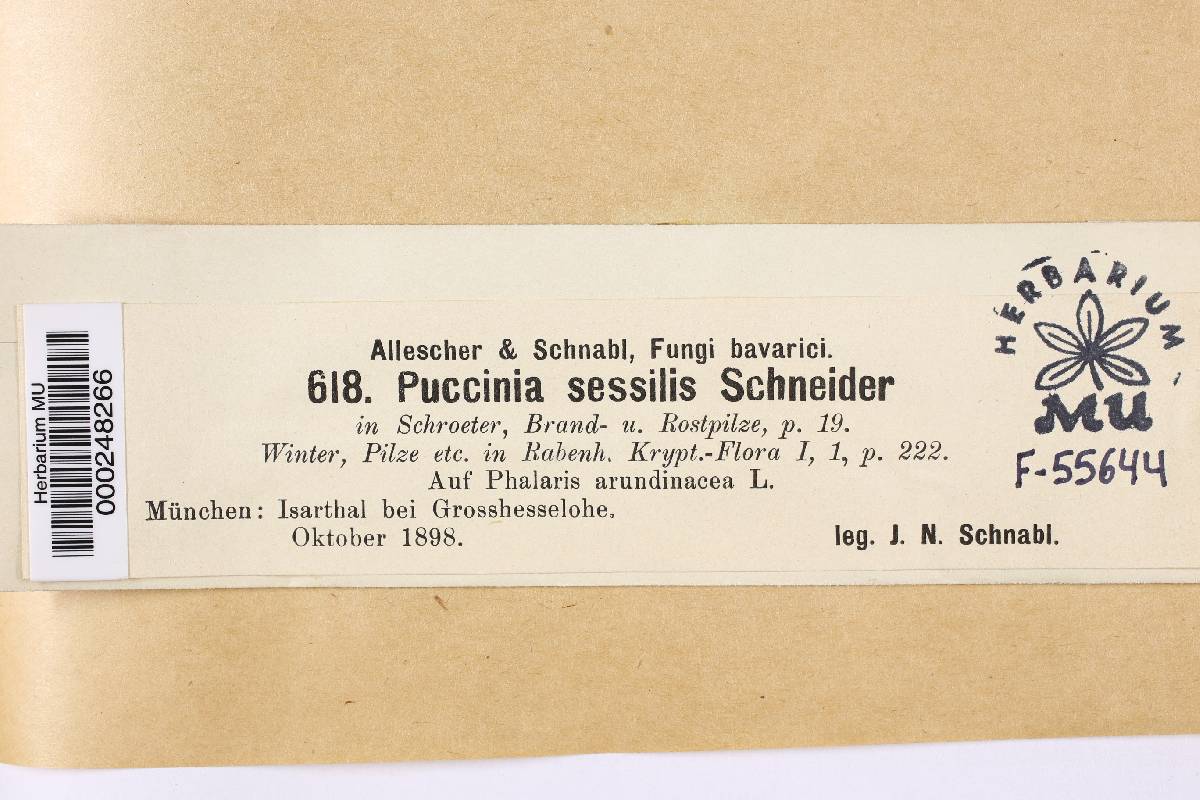 Allescher & Schnabl, Fungi bavarici.
618. Puccinia sessilis Schneider
in Schroeter, Brand- u. Rostpilze, p. 19.
Winter, Pilze etc. in Rabenh. Krypt.-Flora I, 1, p. 222.
Auf Phalaris arundinacea L.
München: Isarthal bei Grosshesselohe.
Oktober 1898.
leg. J. N. Schnabl.
HERBARIUM
MU
F-55644
Herbarium MU
000248266